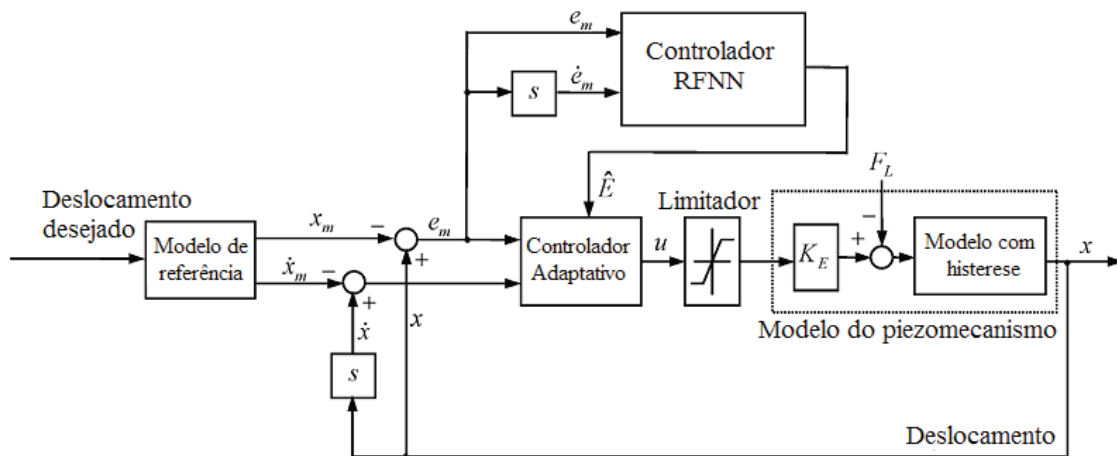 e_m
Controlador
RFNN
s
ė_m
F_L
Ê
Deslocamento
desejado
Limitador
x_m
−
e_m
−
Modelo de
referência
+
Controlador
Adaptativo
u
K_E
+
Modelo com
histerese
x
ẋ_m
−
+
x
Modelo do piezomecanismo
ẋ
s
Deslocamento